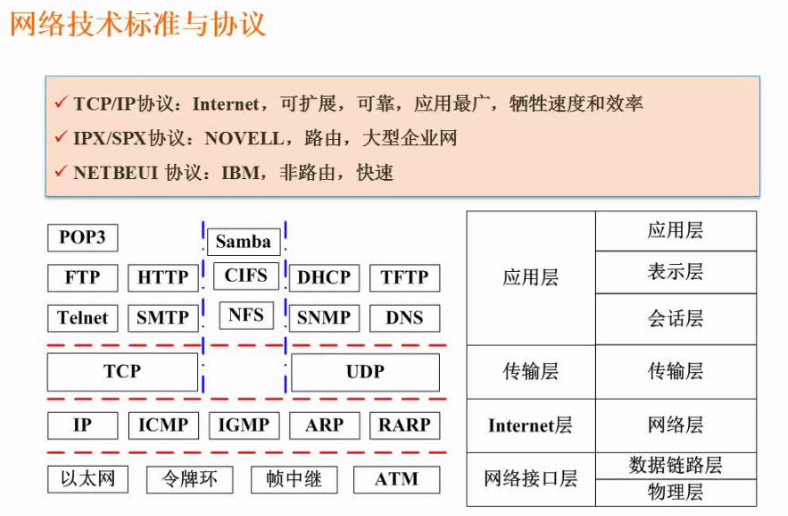 网络技术标准与协议
✓ TCP/IP协议：Internet，可扩展，可靠，应用最广，牺牲速度和效率
✓ IPX/SPX协议：NOVELL，路由，大型企业网
✓ NETBEUI 协议：IBM，非路由，快速
POP3 Samba
FTP HTTP CIFS DHCP TFTP
Telnet SMTP NFS SNMP DNS
TCP UDP
IP ICMP IGMP ARP RARP
以太网 令牌环 帧中继 ATM
应用层 应用层
表示层
会话层
传输层 传输层
Internet层 网络层
网络接口层 数据链路层
物理层